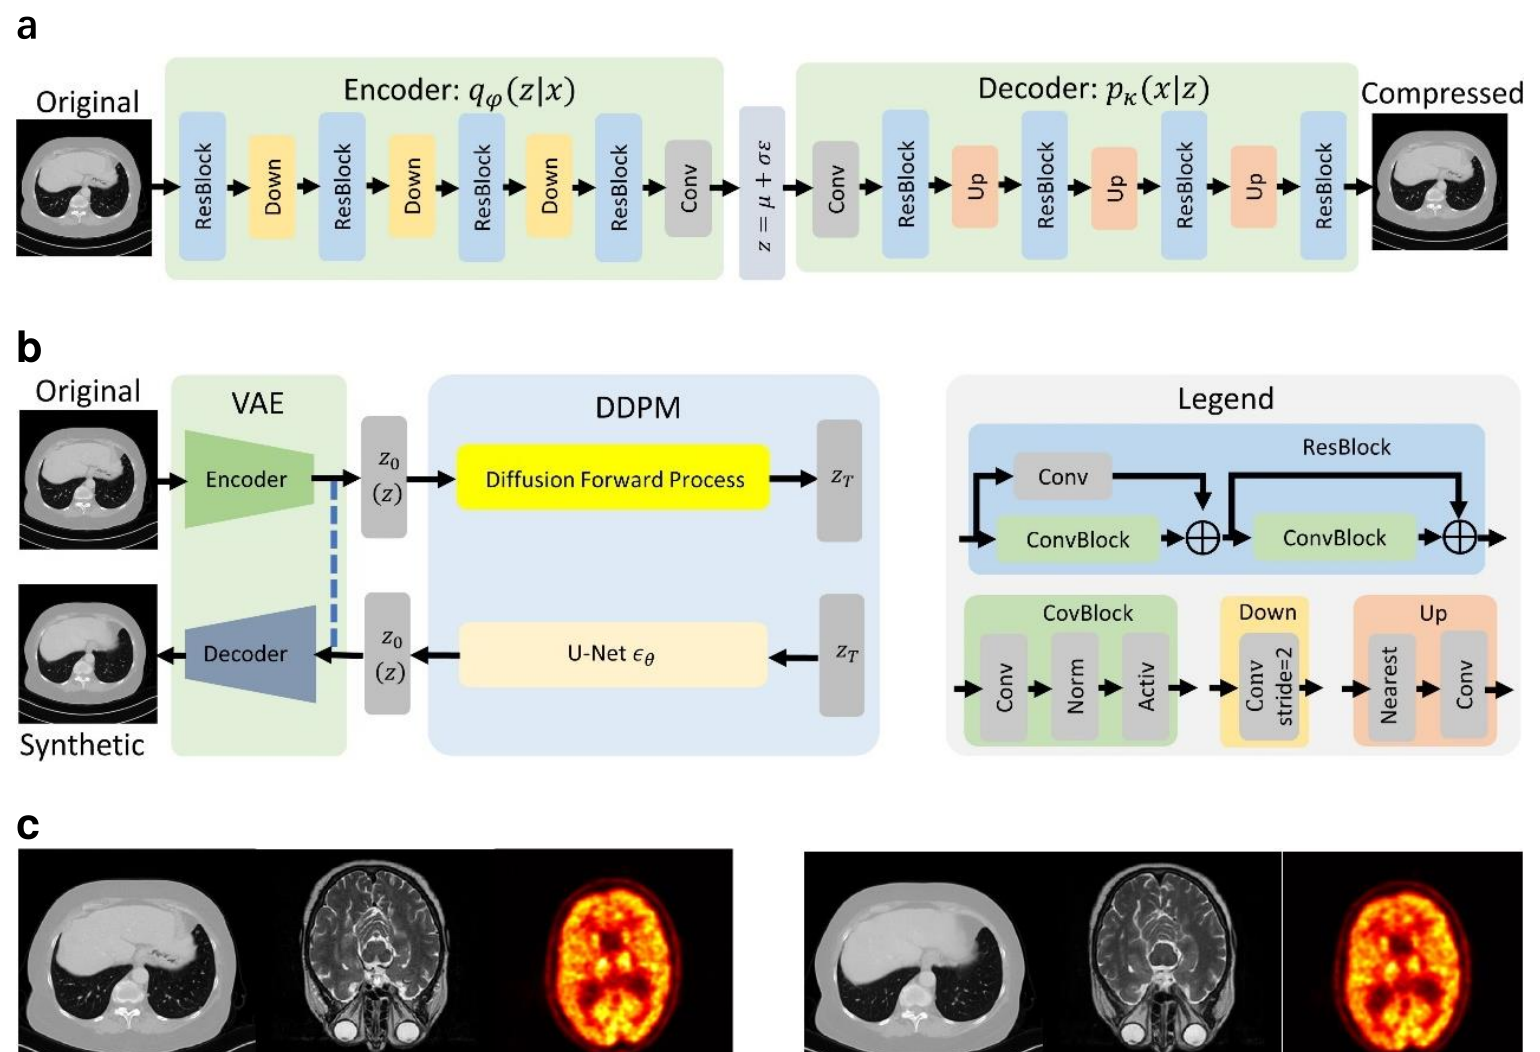 a
Original
Encoder: qφ(z|x)
ResBlock
Down
ResBlock
Down
ResBlock
Down
ResBlock
Conv
z = μ + σε
Decoder: pκ(x|z)
Conv
ResBlock
Up
ResBlock
Up
ResBlock
Up
ResBlock
Compressed
b
Original
VAE
Encoder
z0
(z)
DDPM
Diffusion Forward Process
zT
Decoder
z0
(z)
U-Net ϵθ
zT
Synthetic
Legend
ResBlock
Conv
ConvBlock
ConvBlock
CovBlock
Conv
Norm
Activ
Down
Conv
stride=2
Up
Nearest
Conv
c